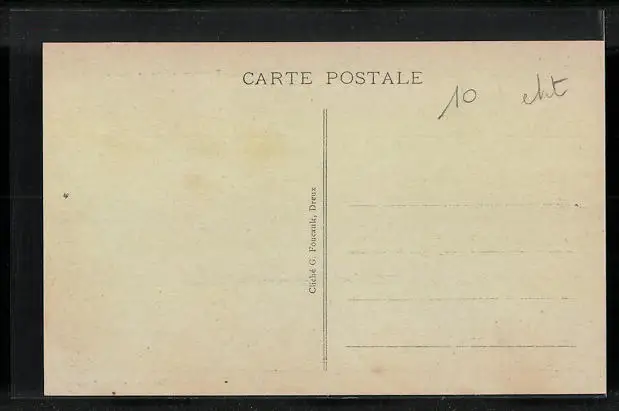 CARTE POSTALE
10
Cliché G. Foucault, Dreux